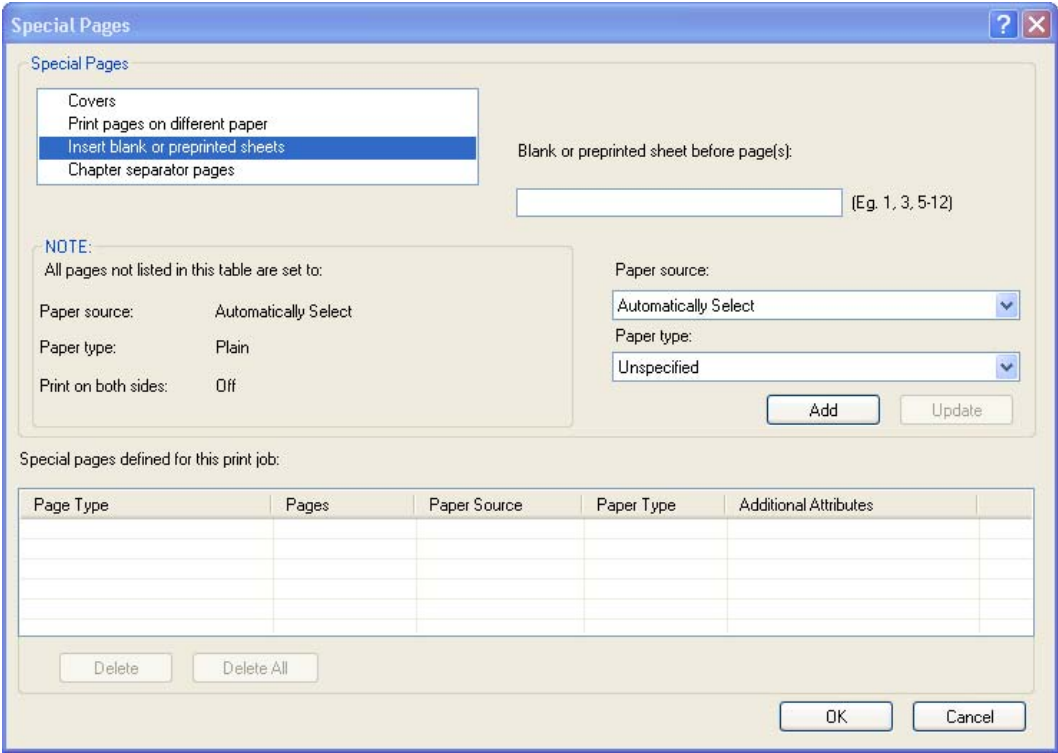 Special Pages
Special Pages
Covers
Print pages on different paper
Insert blank or preprinted sheets
Chapter separator pages
Blank or preprinted sheet before page(s):
(Eg. 1, 3, 5-12)
NOTE:
All pages not listed in this table are set to:
Paper source: Automatically Select
Paper type: Plain
Print on both sides: Off
Paper source:
Automatically Select
Paper type:
Unspecified
Add Update
Special pages defined for this print job:
Page Type Pages Paper Source Paper Type Additional Attributes
Delete Delete All
OK Cancel